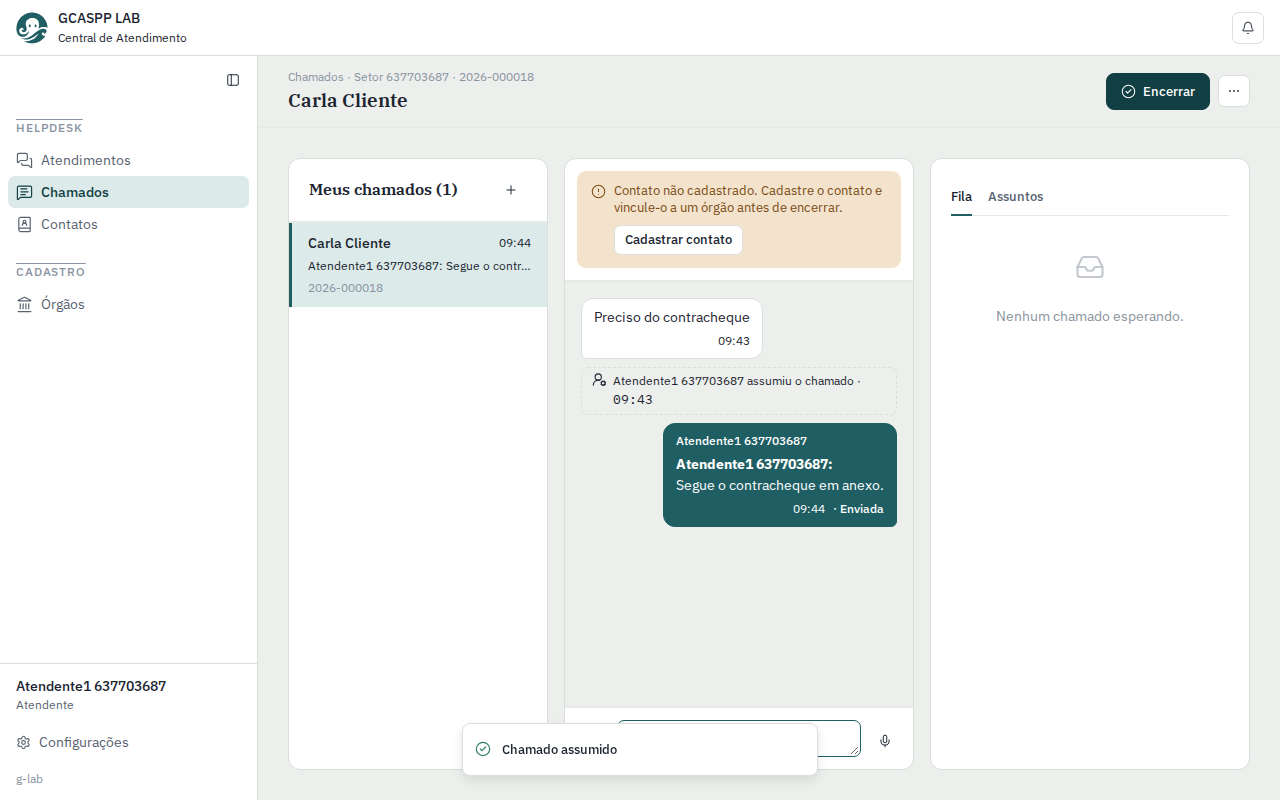 GCASPP LAB
Central de Atendimento
HELPDESK
Atendimentos
Chamados
Contatos
CADASTRO
Órgãos
Atendente1 637703687
Atendente
Configurações
g-lab
Chamados · Setor 637703687 · 2026-000018
Carla Cliente
Encerrar
Meus chamados (1)
Carla Cliente 09:44
Atendente1 637703687: Segue o contr...
2026-000018
Contato não cadastrado. Cadastre o contato e
vincule-o a um órgão antes de encerrar.
Cadastrar contato
Preciso do contracheque
09:43
Atendente1 637703687 assumiu o chamado ·
09:43
Atendente1 637703687
Atendente1 637703687:
Segue o contracheque em anexo.
09:44 · Enviada
Chamado assumido
Fila Assuntos
Nenhum chamado esperando.